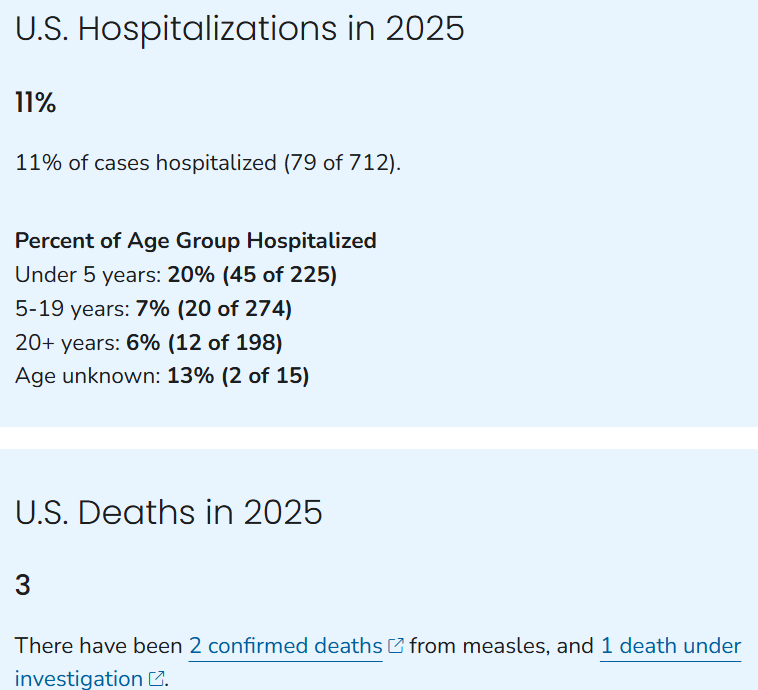 U.S. Hospitalizations in 2025
11%
11% of cases hospitalized (79 of 712).
Percent of Age Group Hospitalized
Under 5 years: 20% (45 of 225)
5-19 years: 7% (20 of 274)
20+ years: 6% (12 of 198)
Age unknown: 13% (2 of 15)
U.S. Deaths in 2025
3
There have been 2 confirmed deaths from measles, and 1 death under
investigation.